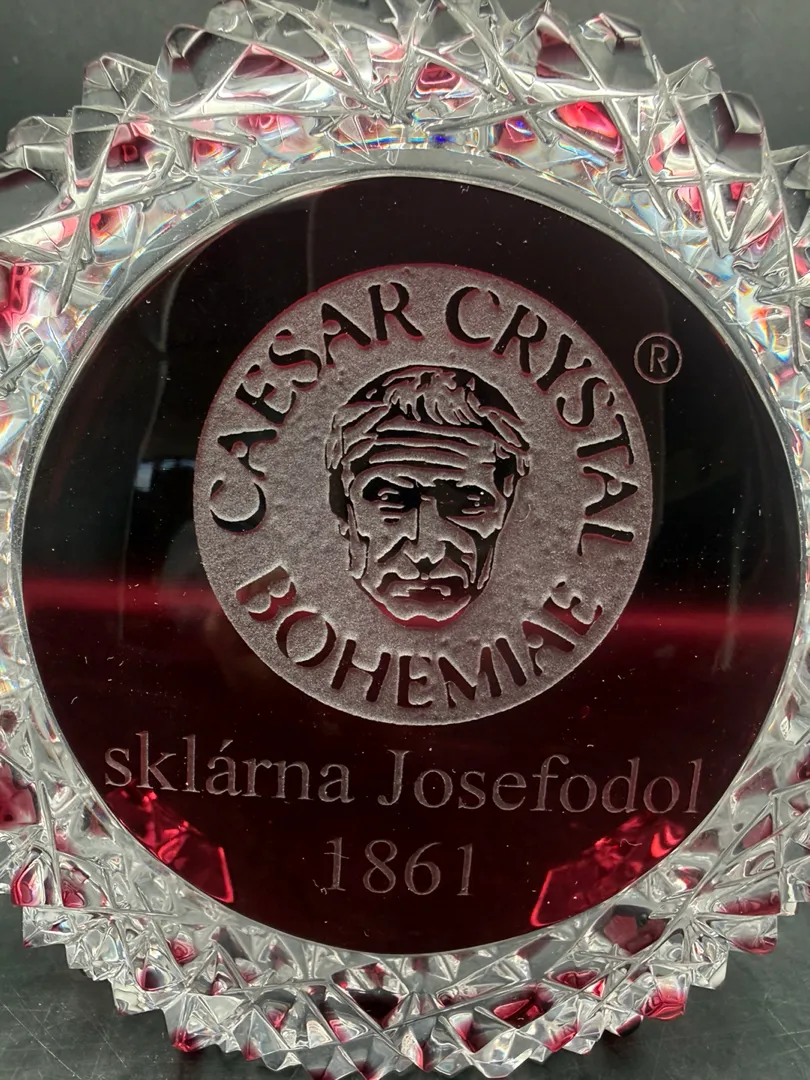 CAESAR CRYSTAL
®
BOHEMIAE
sklárna Josefodol
1861